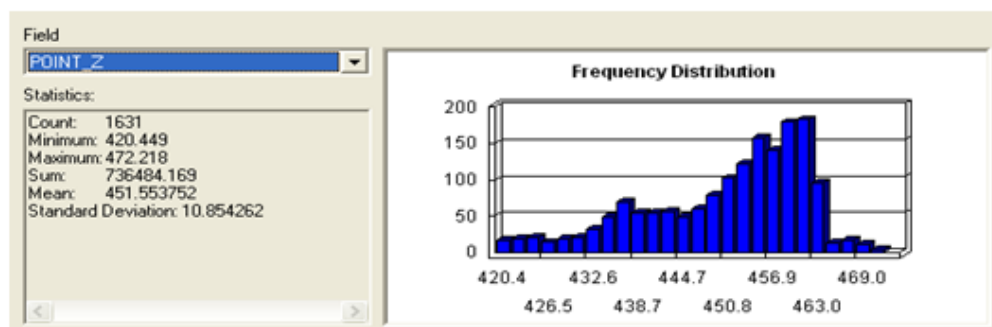 Field
POINT_Z
Statistics:
Count: 1631
Minimum: 420.449
Maximum: 472.218
Sum: 736484.169
Mean: 451.553752
Standard Deviation: 10.854262
Frequency Distribution
200
150
100
50
0
420.4 432.6 444.7 456.9 469.0
426.5 438.7 450.8 463.0